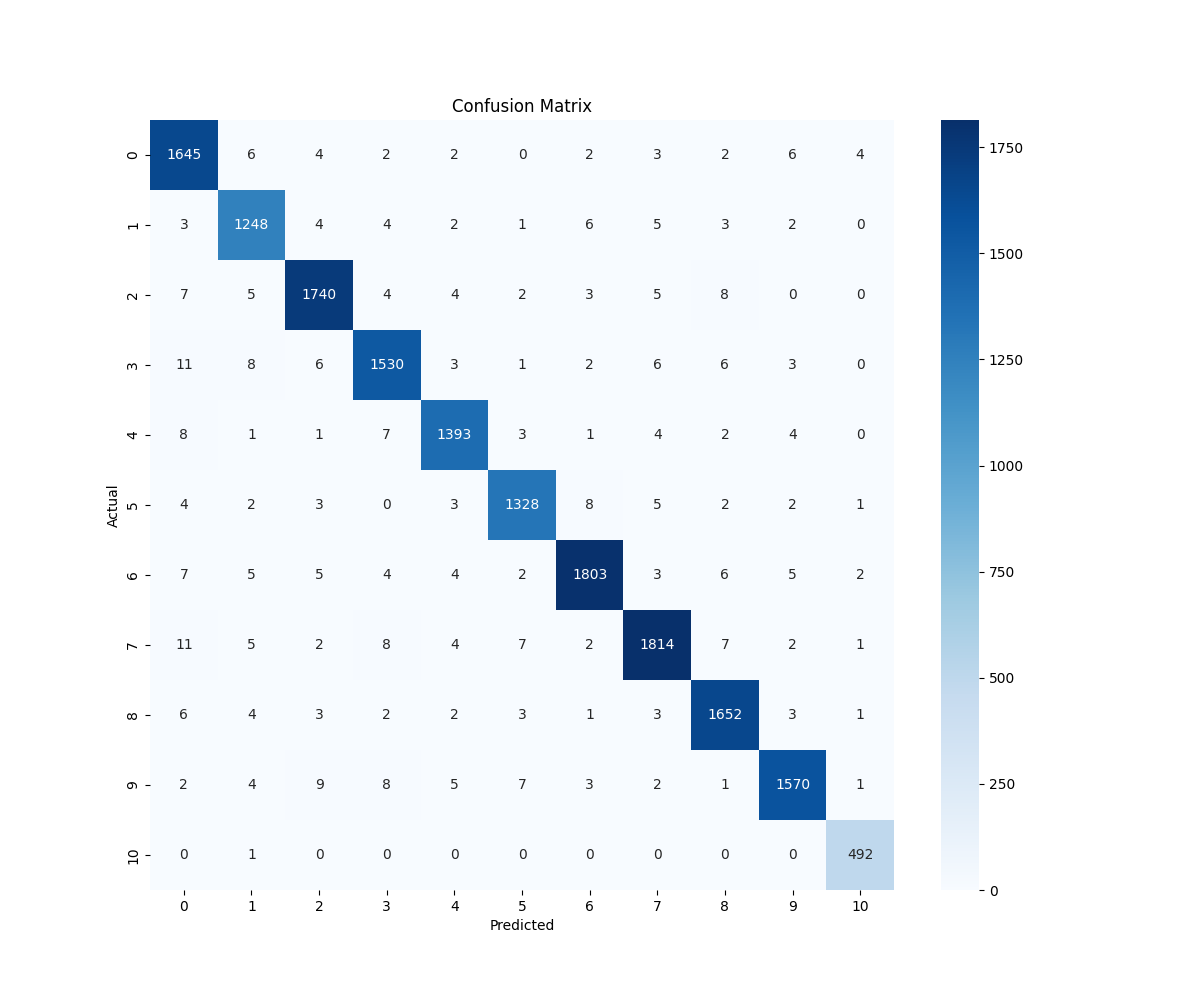 Confusion Matrix
0 1645 6 4 2 2 0 2 3 2 6 4
1 3 1248 4 4 2 1 6 5 3 2 0
2 7 5 1740 4 4 2 3 5 8 0 0
3 11 8 6 1530 3 1 2 6 6 3 0
4 8 1 1 7 1393 3 1 4 2 4 0
5 4 2 3 0 3 1328 8 5 2 2 1
6 7 5 5 4 4 2 1803 3 6 5 2
7 11 5 2 8 4 7 2 1814 7 2 1
8 6 4 3 2 2 3 1 3 1652 3 1
9 2 4 9 8 5 7 3 2 1 1570 1
10 0 1 0 0 0 0 0 0 0 0 492
0 1 2 3 4 5 6 7 8 9 10
Predicted
Actual
1750
1500
1250
1000
750
500
250
0